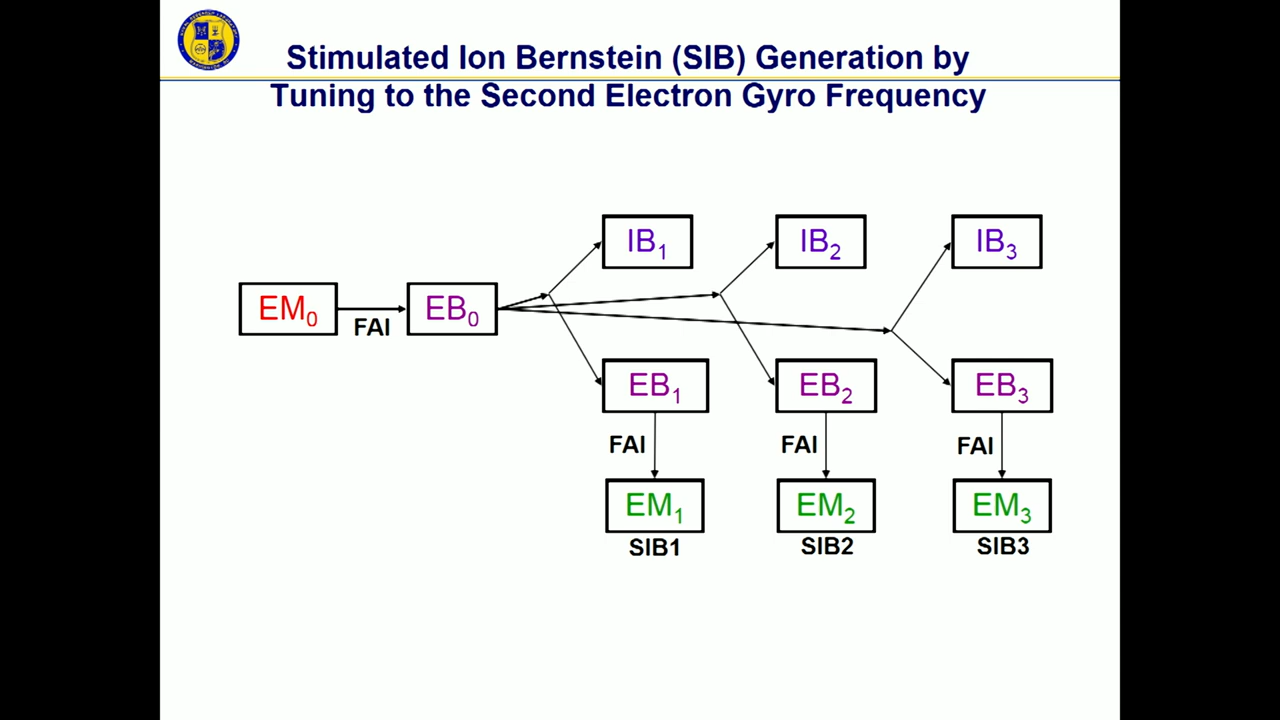 Stimulated Ion Bernstein (SIB) Generation by
Tuning to the Second Electron Gyro Frequency
IB1 IB2 IB3
EM0 FAI EB0
EB1 EB2 EB3
FAI FAI FAI
EM1 EM2 EM3
SIB1 SIB2 SIB3